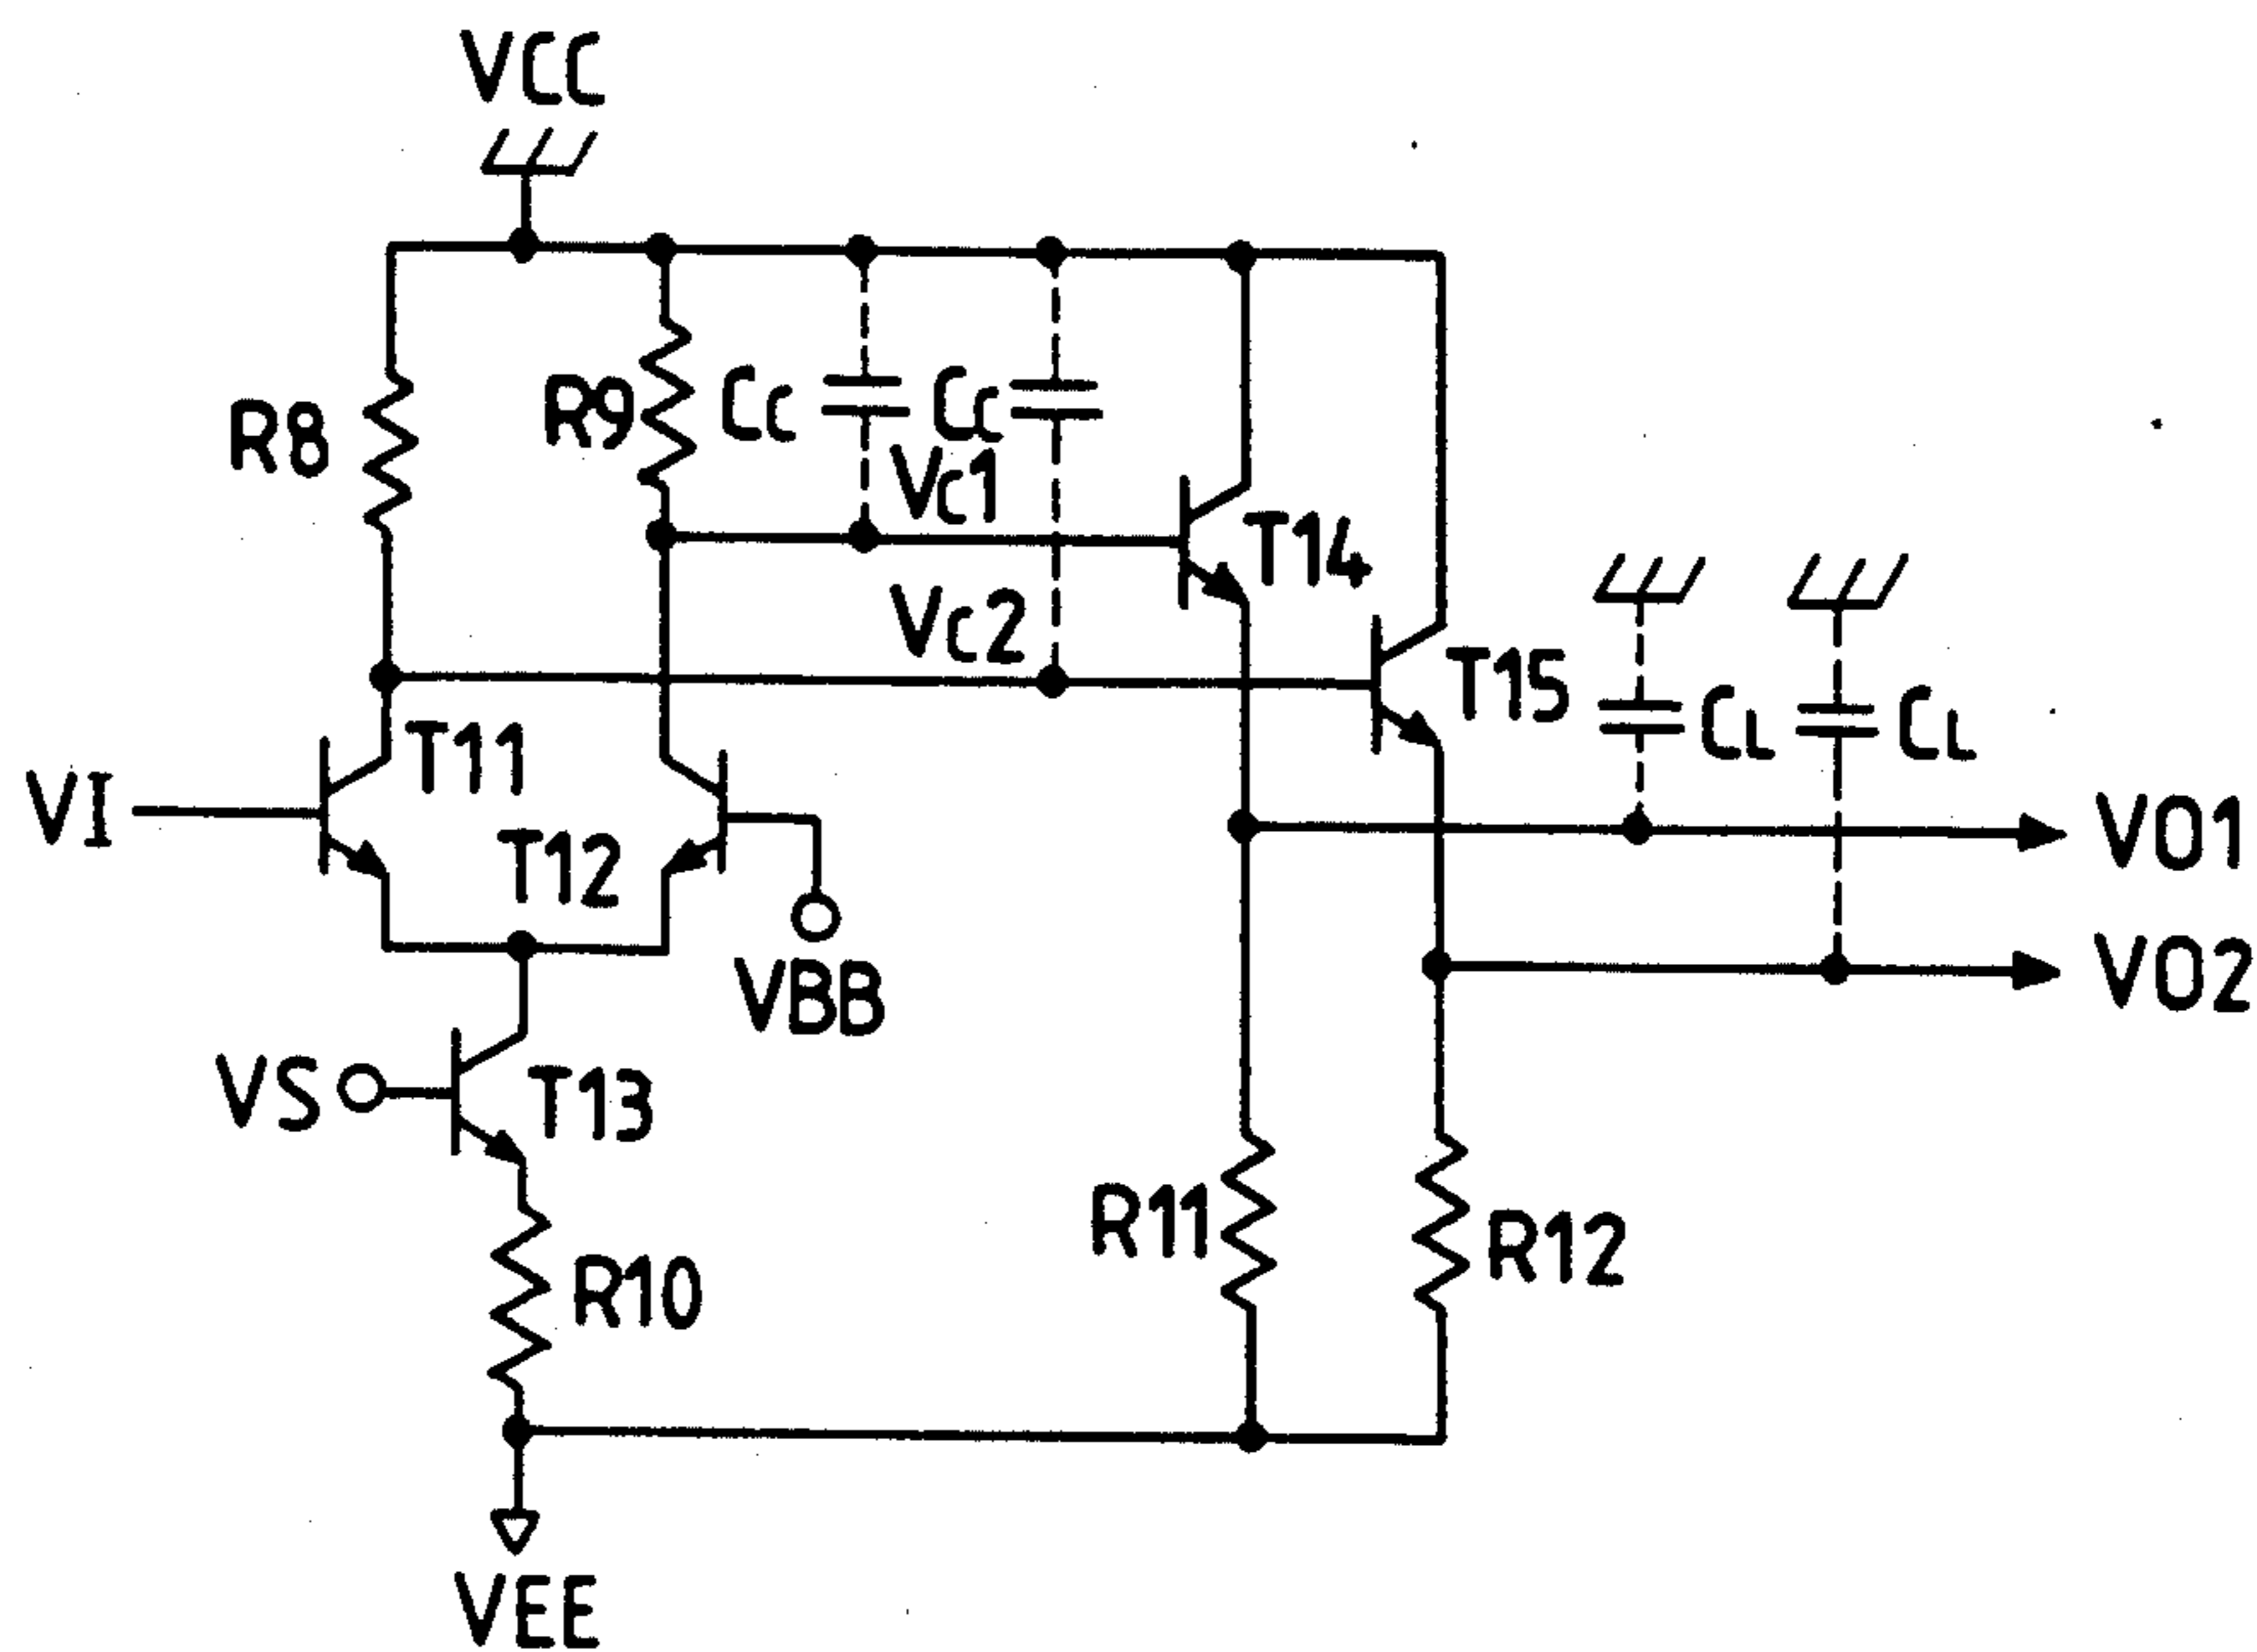 VCC
R8
R9
Cc
Cc
Vc1
T14
Vc2
T15
CL
CL
T11
VI
T12
VO1
VBB
VO2
VS
T13
R11
R12
R10
VEE